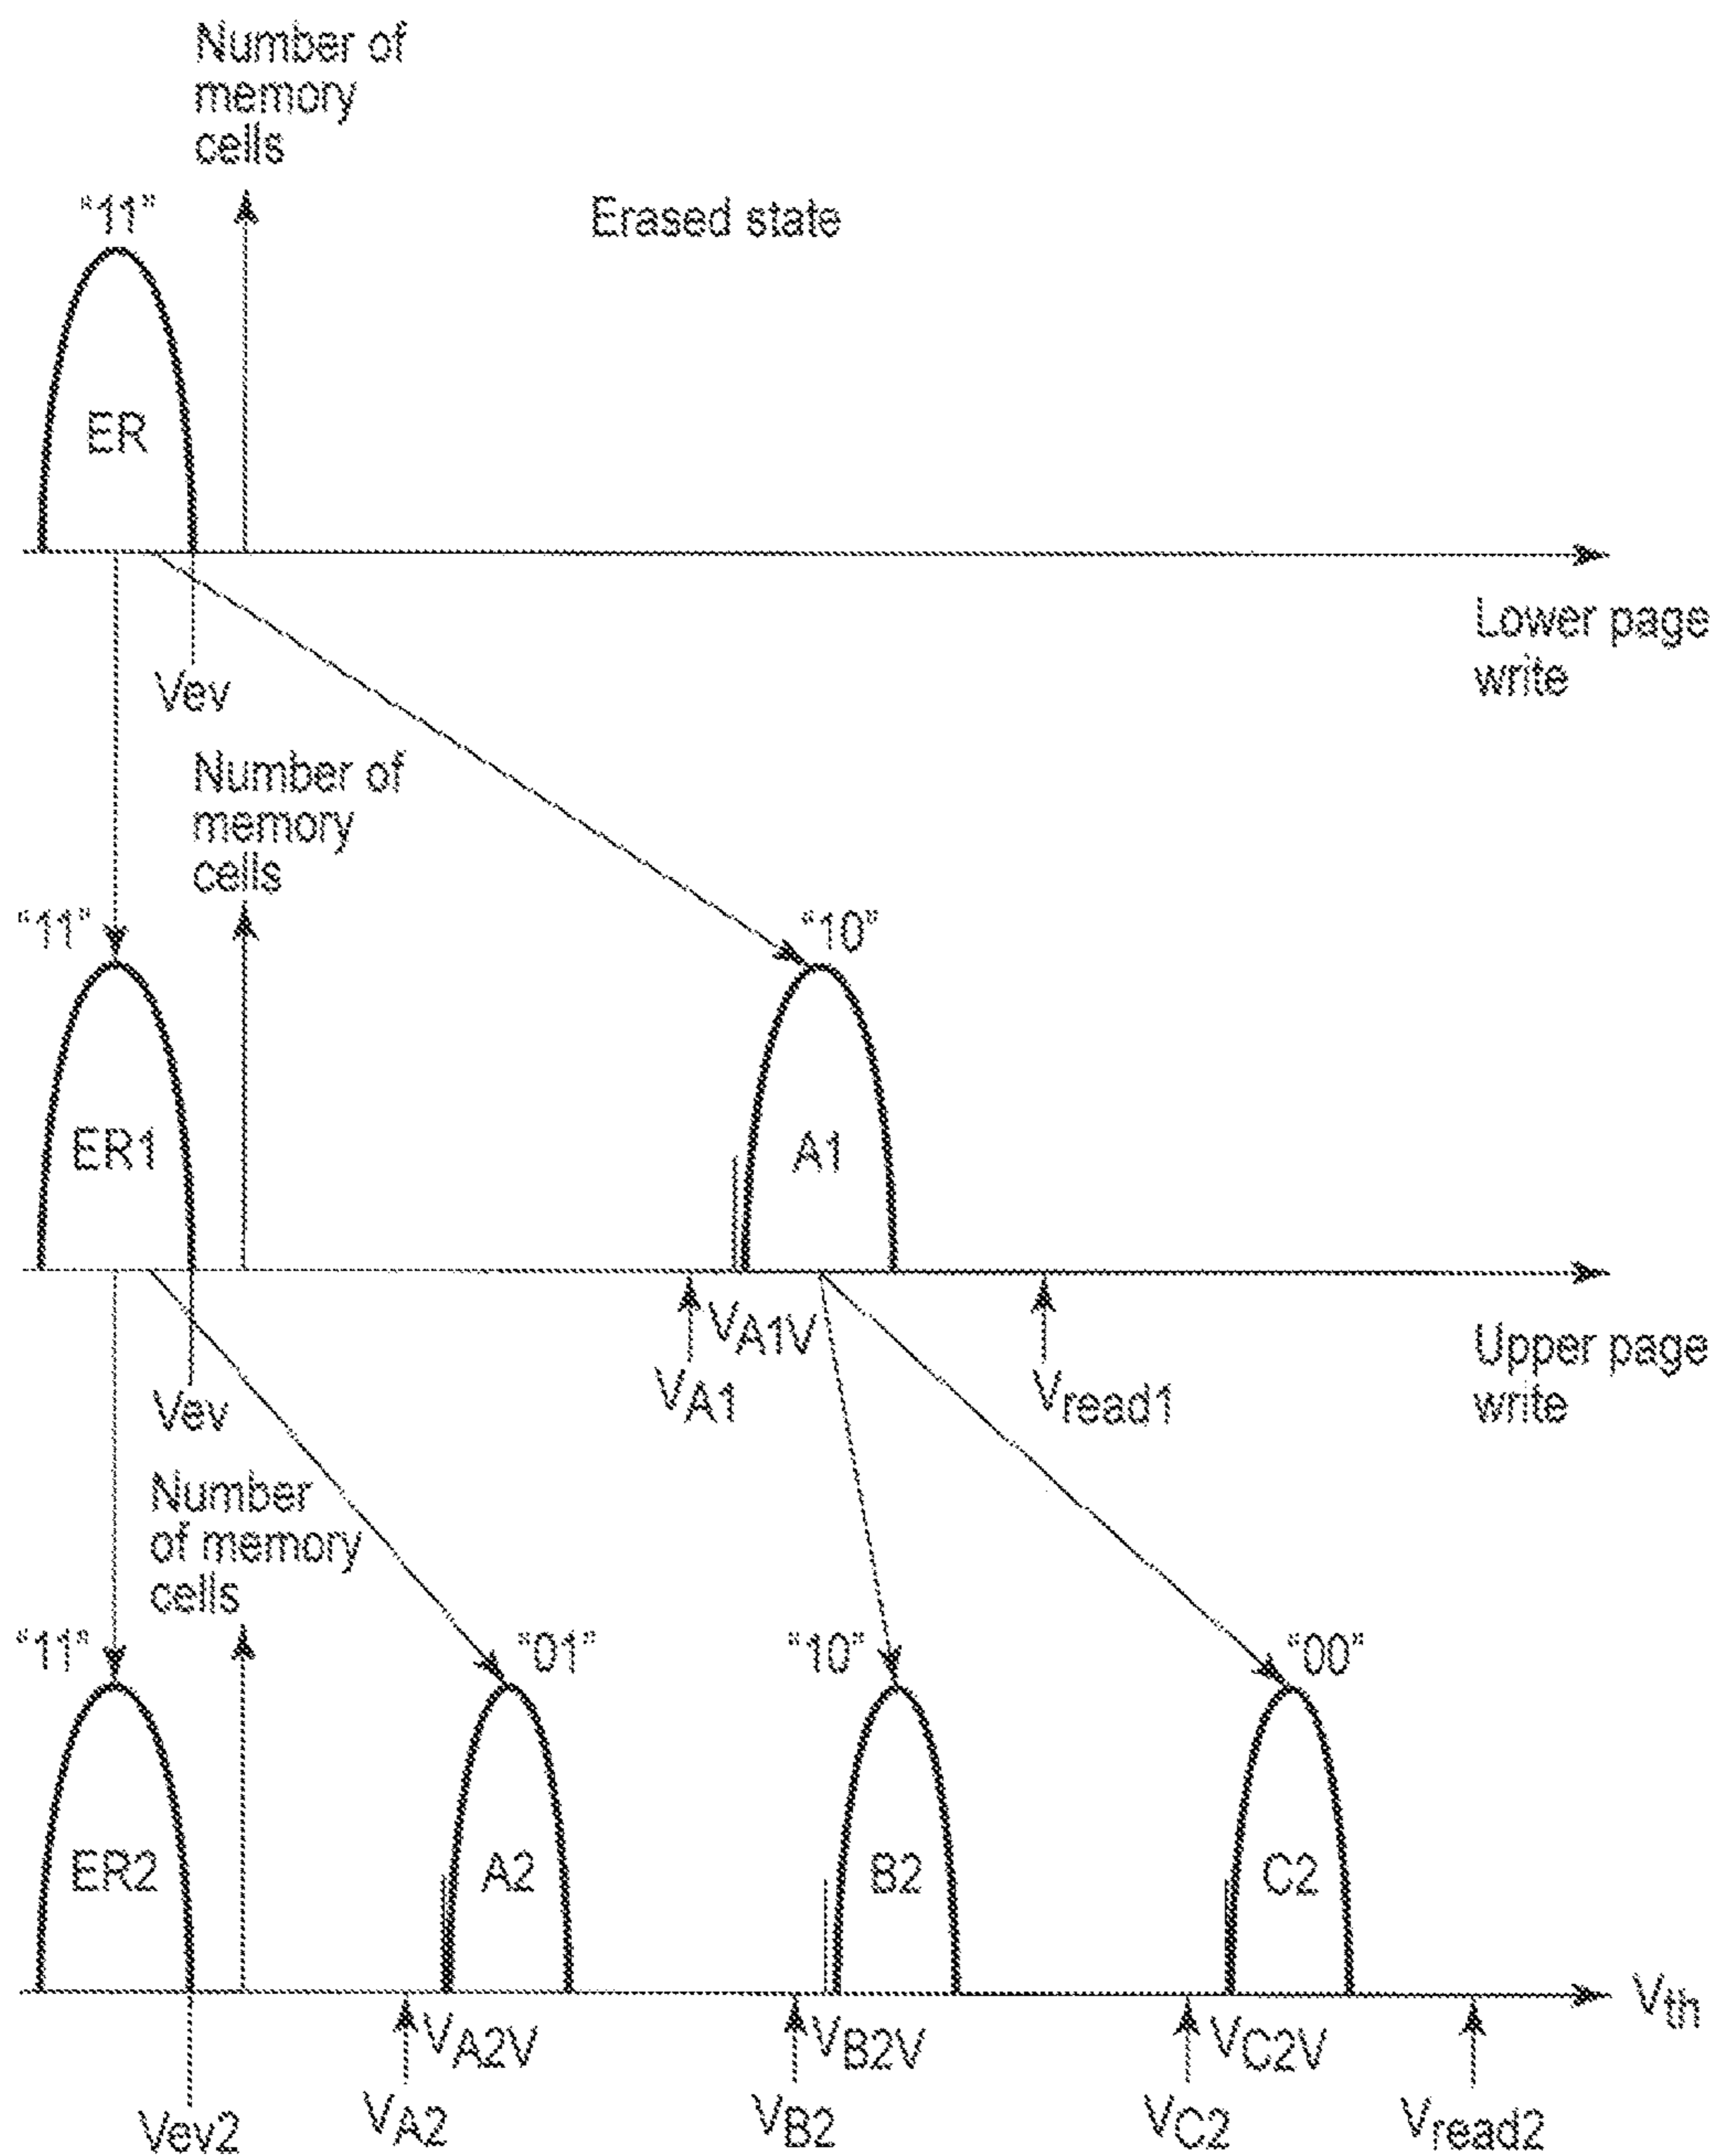 Number of
memory
cells
“11”
Erased state
ER
Lower page
write
Vev
Number of
memory
cells
“11”
“10”
ER1
A1
VA1V
VA1
Vread1
Upper page
write
Vev
Number
of memory
cells
“11”
“01”
“10”
“00”
ER2
A2
B2
C2
Vth
VA2V
VB2V
VC2V
Vev2
VA2
VB2
VC2
Vread2